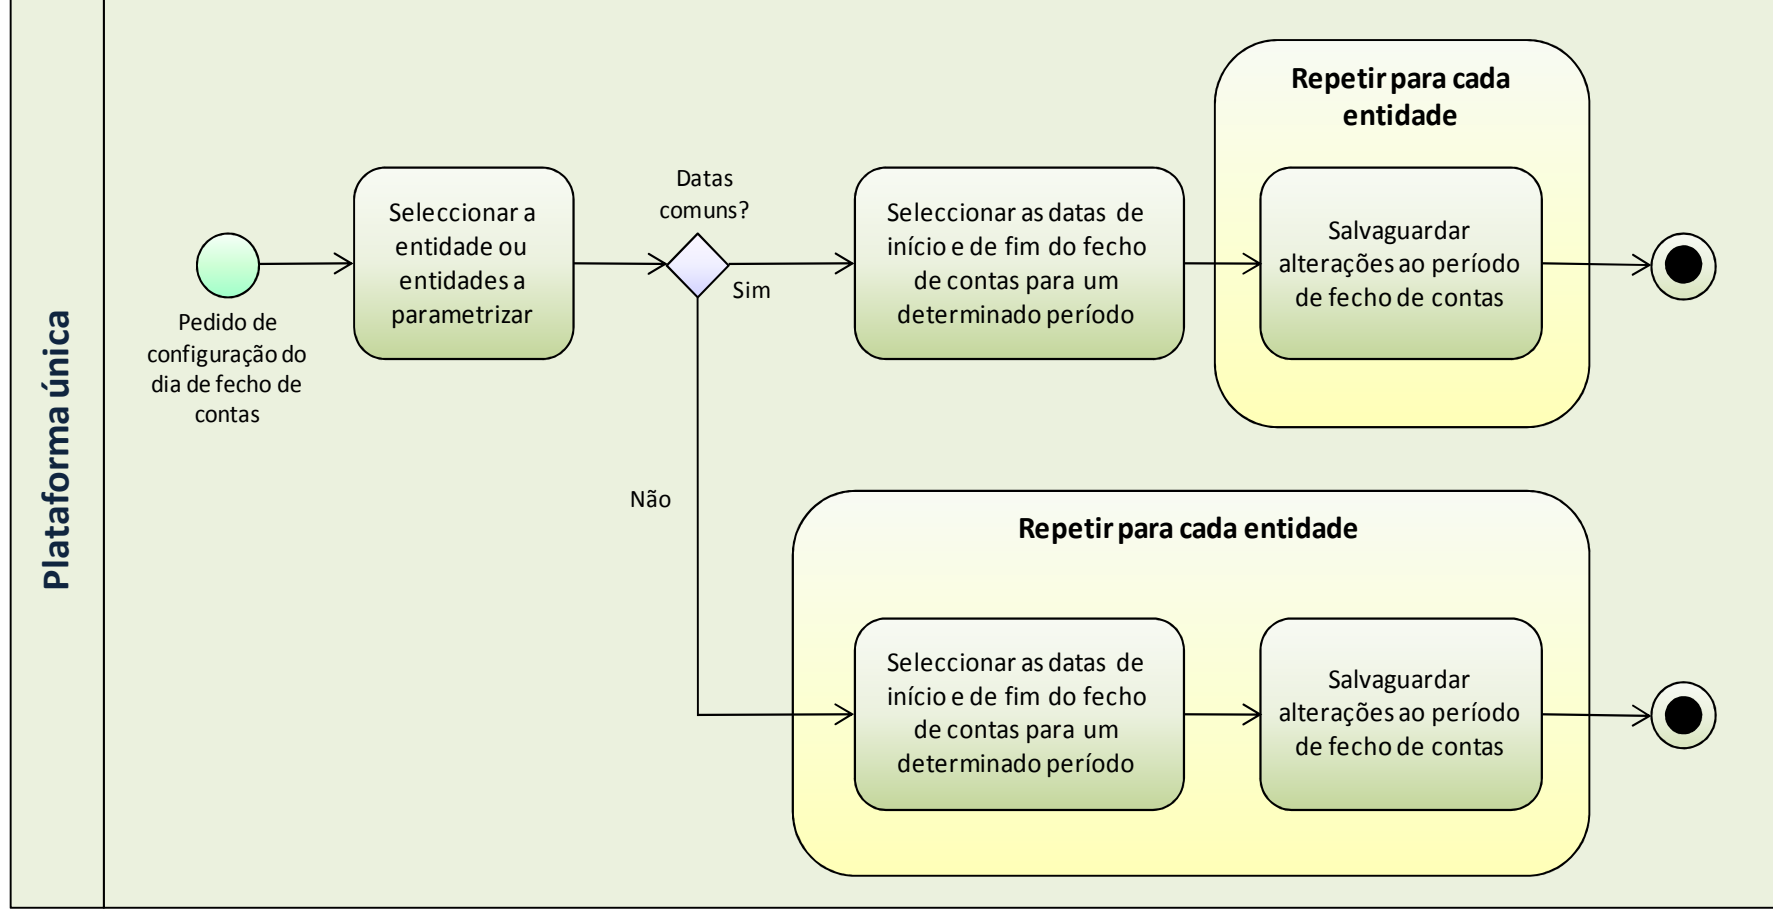 Plataforma única
Pedido de
configuração do
dia de fecho de
contas
Seleccionar a
entidade ou
entidades a
parametrizar
Datas
comuns?
Sim
Não
Seleccionar as datas de
início e de fim do fecho
de contas para um
determinado período
Repetir para cada
entidade
Salvaguardar
alterações ao período
de fecho de contas
Repetir para cada entidade
Seleccionar as datas de
início e de fim do fecho
de contas para um
determinado período
Salvaguardar
alterações ao período
de fecho de contas